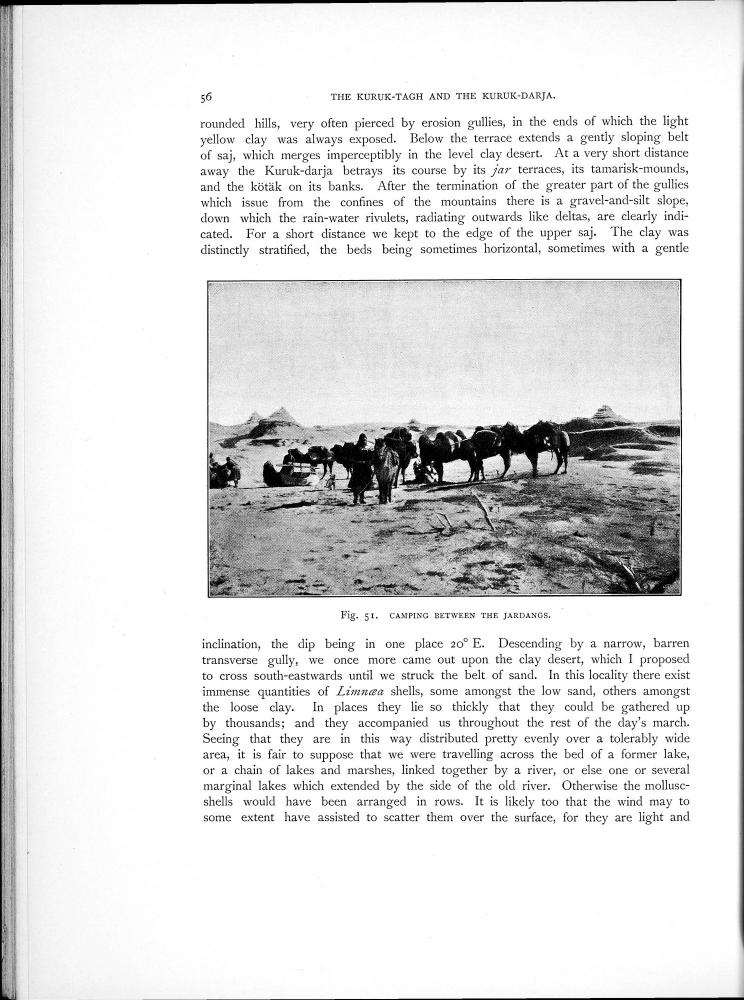 56
THE KURUK-TAGH AND THE KURUK-DARJA.
rounded hills, very often pierced by erosion gullies, in the ends of which the light
yellow clay was always exposed. Below the terrace extends a gently sloping belt
of saj, which merges imperceptibly in the level clay desert. At a very short distance
away the Kuruk-darja betrays its course by its jar terraces, its tamarisk-mounds,
and the kötäk on its banks. After the termination of the greater part of the gullies
which issue from the confines of the mountains there is a gravel-and-silt slope,
down which the rain-water rivulets, radiating outwards like deltas, are clearly indi-
cated. For a short distance we kept to the edge of the upper saj. The clay was
distinctly stratified, the beds being sometimes horizontal, sometimes with a gentle
Fig. 51. CAMPING BETWEEN THE JARDANGS.
inclination, the dip being in one place 20° E. Descending by a narrow, barren
transverse gully, we once more came out upon the clay desert, which I proposed
to cross south-eastwards until we struck the belt of sand. In this locality there exist
immense quantities of Limnæa shells, some amongst the low sand, others amongst
the loose clay. In places they lie so thickly that they could be gathered up
by thousands; and they accompanied us throughout the rest of the day's march.
Seeing that they are in this way distributed pretty evenly over a tolerably wide
area, it is fair to suppose that we were travelling across the bed of a former lake,
or a chain of lakes and marshes, linked together by a river, or else one or several
marginal lakes which extended by the side of the old river. Otherwise the mollusc-
shells would have been arranged in rows. It is likely too that the wind may to
some extent have assisted to scatter them over the surface, for they are light and